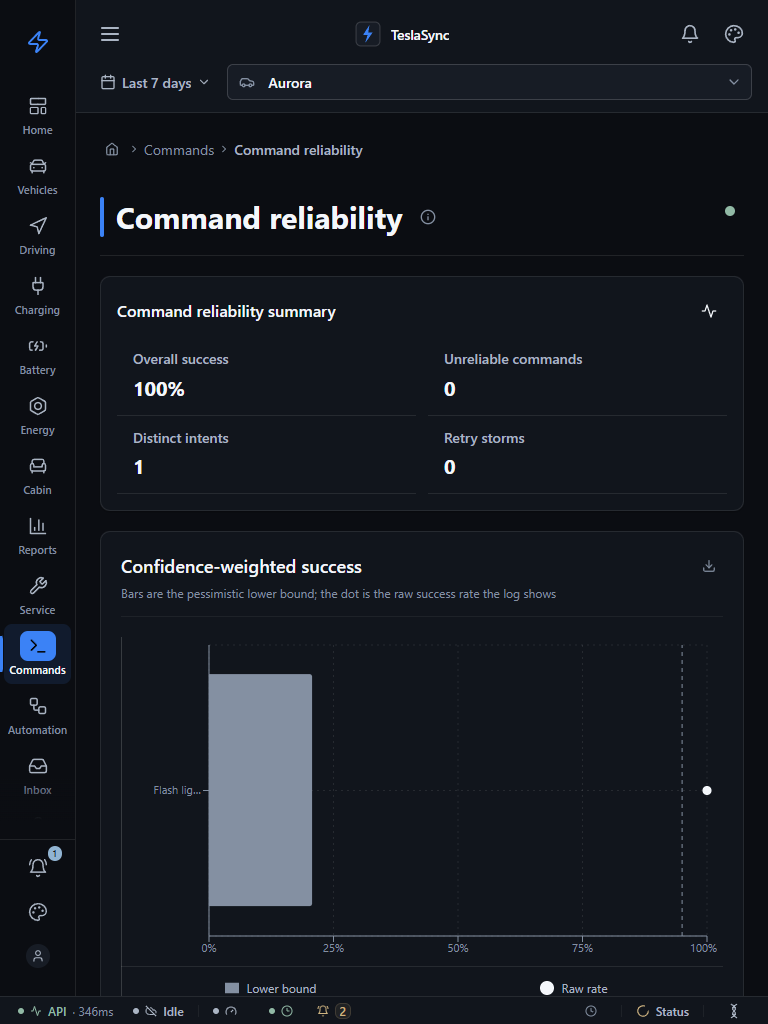 TeslaSync
Last 7 days
Aurora
Home
Vehicles
Driving
Charging
Battery
Energy
Cabin
Reports
Service
Commands
Automation
Inbox
1
Commands
Command reliability
Command reliability
Command reliability summary
Overall success
100%
Unreliable commands
0
Distinct intents
1
Retry storms
0
Confidence-weighted success
Bars are the pessimistic lower bound; the dot is the raw success rate the log shows
Flash lig...
0%
25%
50%
75%
100%
Lower bound
Raw rate
API · 346ms
Idle
2
Status